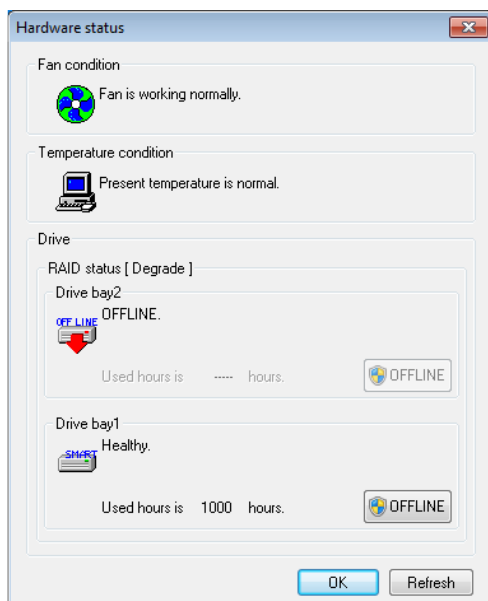 Hardware status
Fan condition
Fan is working normally.
Temperature condition
Present temperature is normal.
Drive
RAID status [ Degrade ]
Drive bay2
OFF LINE
OFFLINE.
Used hours is ----- hours.
OFFLINE
Drive bay1
SMART
Healthy.
Used hours is 1000 hours.
OFFLINE
OK
Refresh